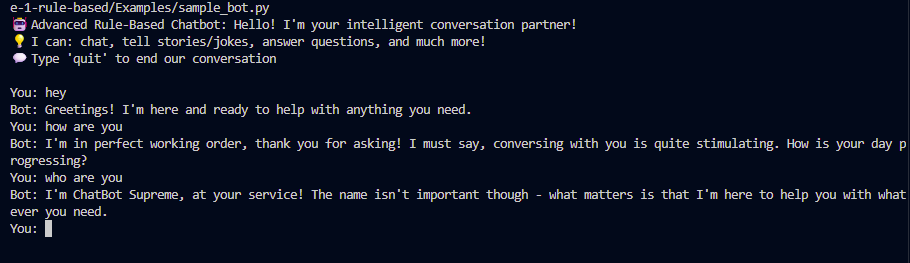 e-1-rule-based/Examples/sample_bot.py
🤖 Advanced Rule-Based Chatbot: Hello! I'm your intelligent conversation partner!
💡 I can: chat, tell stories/jokes, answer questions, and much more!
💬 Type 'quit' to end our conversation
You: hey
Bot: Greetings! I'm here and ready to help with anything you need.
You: how are you
Bot: I'm in perfect working order, thank you for asking! I must say, conversing with you is quite stimulating. How is your day p
rogressing?
You: who are you
Bot: I'm ChatBot Supreme, at your service! The name isn't important though - what matters is that I'm here to help you with what
ever you need.
You: